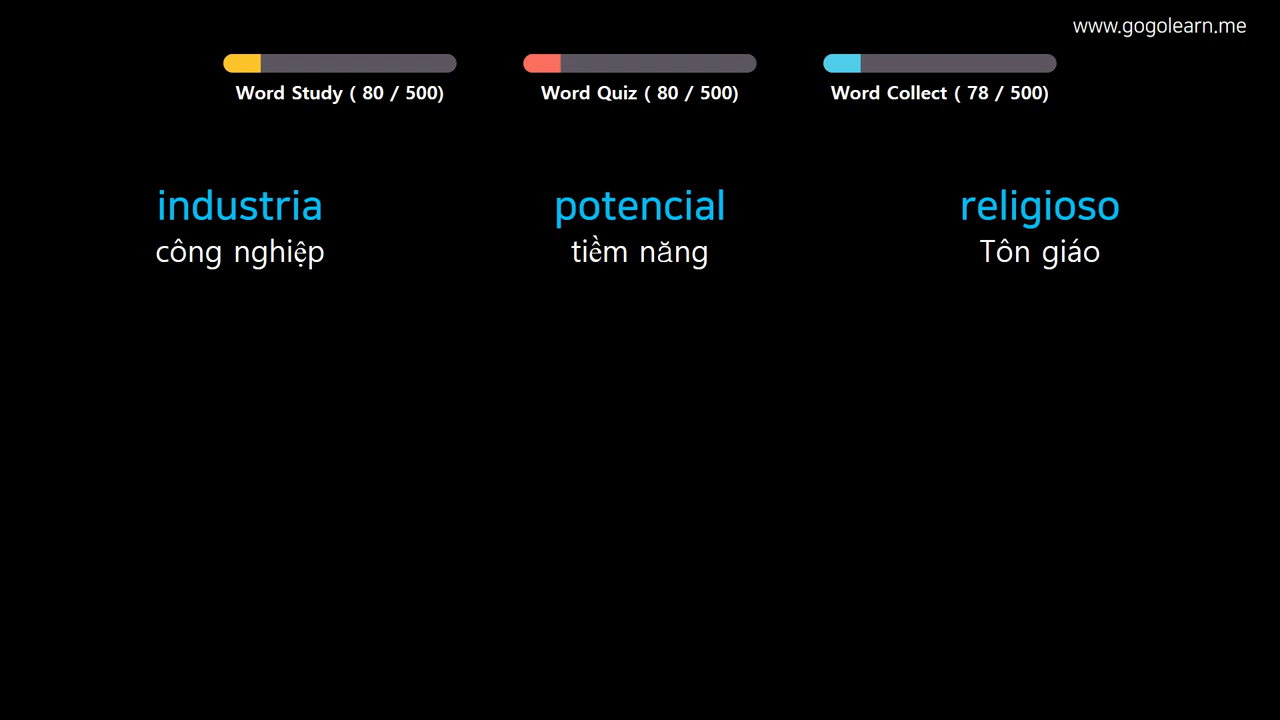 www.gogolearn.me
Word Study ( 80 / 500)
Word Quiz ( 80 / 500)
Word Collect ( 78 / 500)
industria
công nghiệp
potencial
tiềm năng
religioso
Tôn giáo